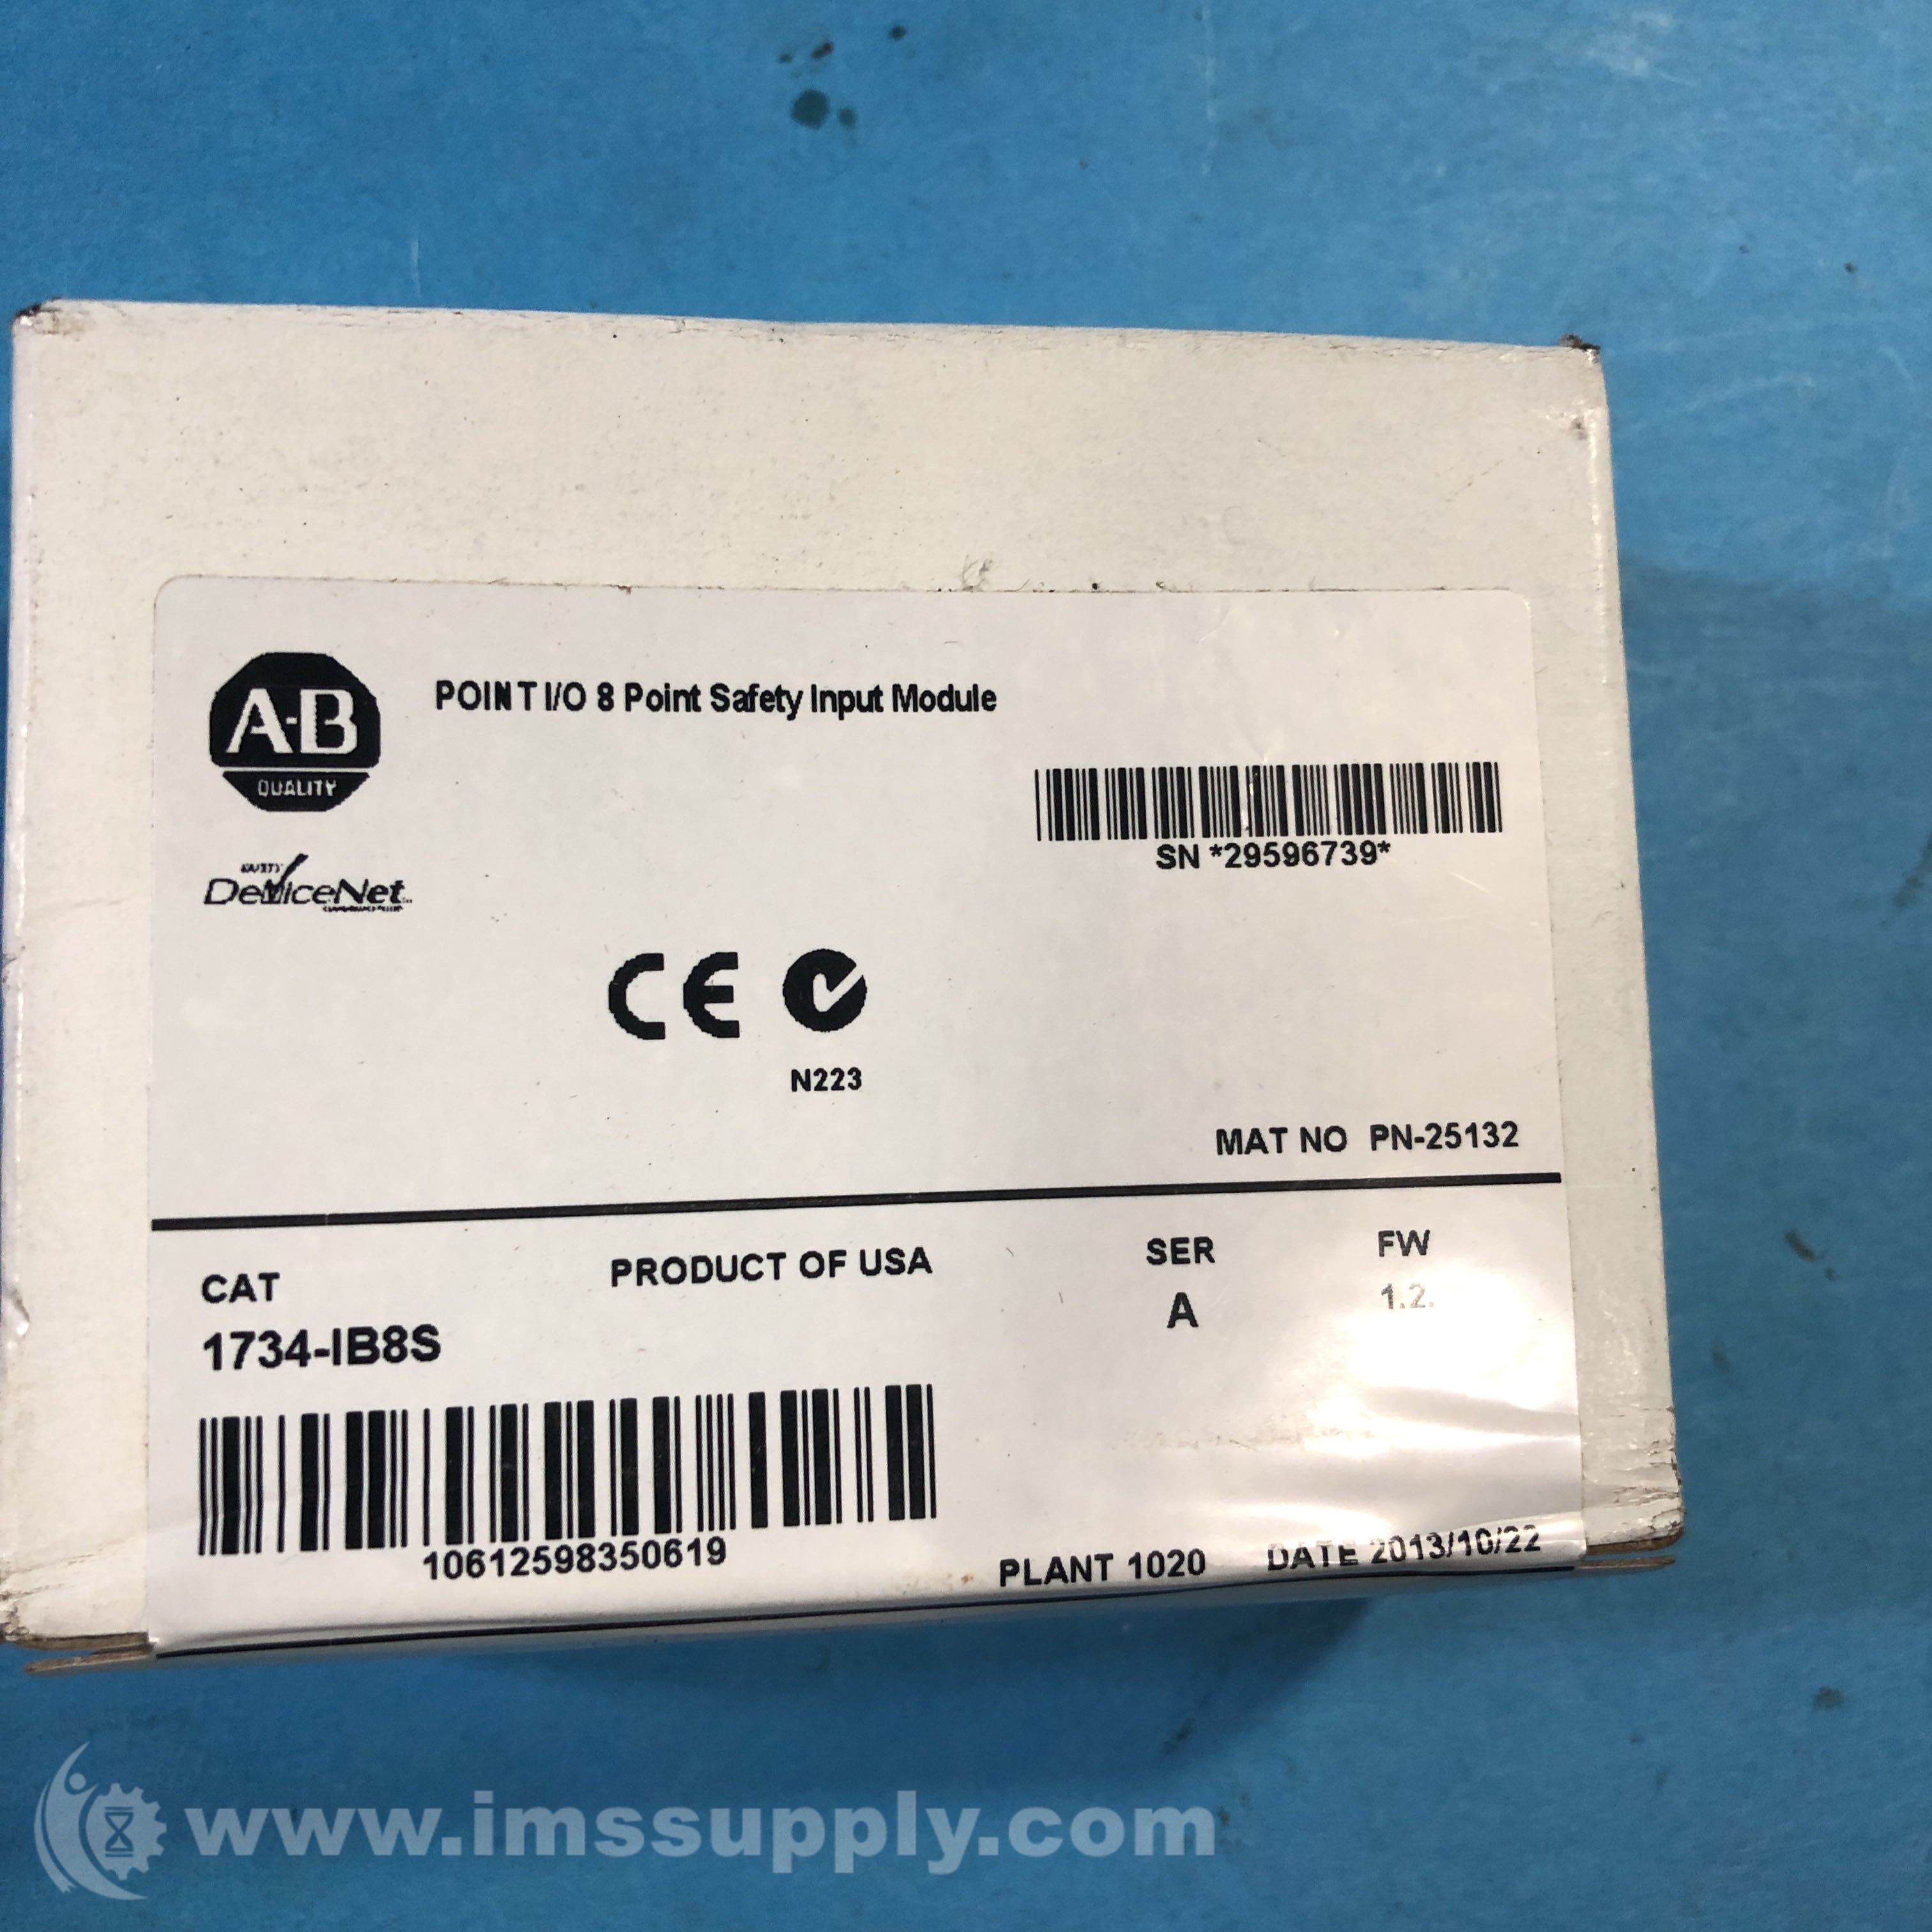 A-B
QUALITY
POINT I/O 8 Point Safety Input Module
SN *29596739*
SAFETY
DeviceNet
CE
N223
MAT NO PN-25132
CAT
PRODUCT OF USA
SER
FW
1734-IB8S
A
1.2.
10612598350619
PLANT 1020
DATE 2013/10/22
www.imssupply.com